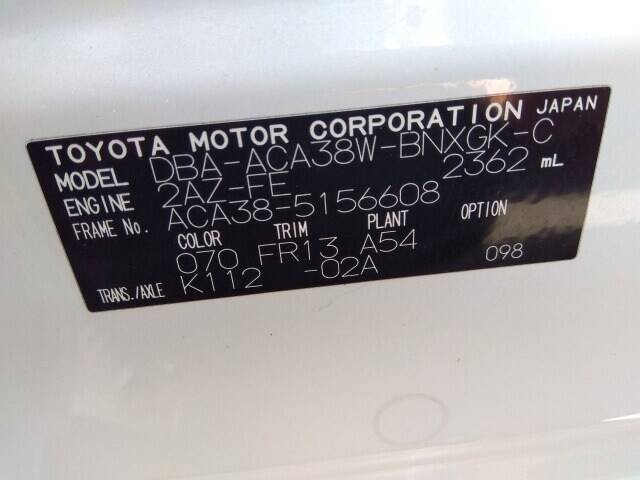 TOYOTA MOTOR CORPORATION JAPAN
MODEL DBA-ACA38W-BNXGK-C
ENGINE 2AZ-FE 2362 mL
FRAME No. ACA38-5156608
COLOR TRIM PLANT OPTION
070 FR13 A54 098
TRANS./AXLE K112 -02A